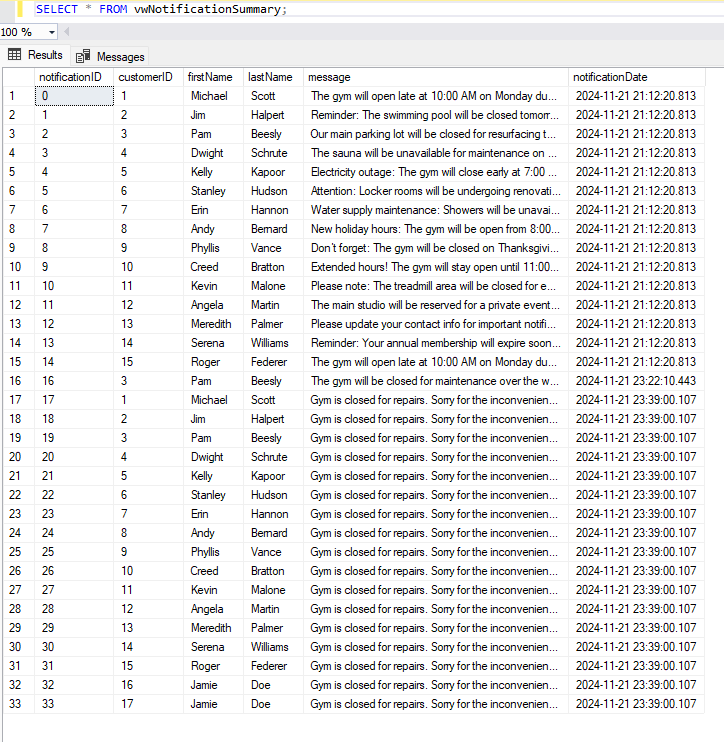 SELECT * FROM vwNotificationSummary;
100 %
Results Messages
notificationID customerID firstName lastName message notificationDate
1 0 1 Michael Scott The gym will open late at 10:00 AM on Monday du... 2024-11-21 21:12:20.813
2 1 2 Jim Halpert Reminder: The swimming pool will be closed tomorr... 2024-11-21 21:12:20.813
3 2 3 Pam Beesly Our main parking lot will be closed for resurfacing t... 2024-11-21 21:12:20.813
4 3 4 Dwight Schrute The sauna will be unavailable for maintenance on ... 2024-11-21 21:12:20.813
5 4 5 Kelly Kapoor Electricity outage: The gym will close early at 7:00 ... 2024-11-21 21:12:20.813
6 5 6 Stanley Hudson Attention: Locker rooms will be undergoing renovati... 2024-11-21 21:12:20.813
7 6 7 Erin Hannon Water supply maintenance: Showers will be unavai... 2024-11-21 21:12:20.813
8 7 8 Andy Bernard New holiday hours: The gym will be open from 8:00... 2024-11-21 21:12:20.813
9 8 9 Phyllis Vance Don't forget: The gym will be closed on Thanksgivi... 2024-11-21 21:12:20.813
10 9 10 Creed Bratton Extended hours! The gym will stay open until 11:00... 2024-11-21 21:12:20.813
11 10 11 Kevin Malone Please note: The treadmill area will be closed for e... 2024-11-21 21:12:20.813
12 11 12 Angela Martin The main studio will be reserved for a private event... 2024-11-21 21:12:20.813
13 12 13 Meredith Palmer Please update your contact info for important notifi... 2024-11-21 21:12:20.813
14 13 14 Serena Williams Reminder: Your annual membership will expire soon... 2024-11-21 21:12:20.813
15 14 15 Roger Federer The gym will open late at 10:00 AM on Monday du... 2024-11-21 21:12:20.813
16 16 3 Pam Beesly The gym will be closed for maintenance over the w... 2024-11-21 23:22:10.443
17 17 1 Michael Scott Gym is closed for repairs. Sorry for the inconvenien... 2024-11-21 23:39:00.107
18 18 2 Jim Halpert Gym is closed for repairs. Sorry for the inconvenien... 2024-11-21 23:39:00.107
19 19 3 Pam Beesly Gym is closed for repairs. Sorry for the inconvenien... 2024-11-21 23:39:00.107
20 20 4 Dwight Schrute Gym is closed for repairs. Sorry for the inconvenien... 2024-11-21 23:39:00.107
21 21 5 Kelly Kapoor Gym is closed for repairs. Sorry for the inconvenien... 2024-11-21 23:39:00.107
22 22 6 Stanley Hudson Gym is closed for repairs. Sorry for the inconvenien... 2024-11-21 23:39:00.107
23 23 7 Erin Hannon Gym is closed for repairs. Sorry for the inconvenien... 2024-11-21 23:39:00.107
24 24 8 Andy Bernard Gym is closed for repairs. Sorry for the inconvenien... 2024-11-21 23:39:00.107
25 25 9 Phyllis Vance Gym is closed for repairs. Sorry for the inconvenien... 2024-11-21 23:39:00.107
26 26 10 Creed Bratton Gym is closed for repairs. Sorry for the inconvenien... 2024-11-21 23:39:00.107
27 27 11 Kevin Malone Gym is closed for repairs. Sorry for the inconvenien... 2024-11-21 23:39:00.107
28 28 12 Angela Martin Gym is closed for repairs. Sorry for the inconvenien... 2024-11-21 23:39:00.107
29 29 13 Meredith Palmer Gym is closed for repairs. Sorry for the inconvenien... 2024-11-21 23:39:00.107
30 30 14 Serena Williams Gym is closed for repairs. Sorry for the inconvenien... 2024-11-21 23:39:00.107
31 31 15 Roger Federer Gym is closed for repairs. Sorry for the inconvenien... 2024-11-21 23:39:00.107
32 32 16 Jamie Doe Gym is closed for repairs. Sorry for the inconvenien... 2024-11-21 23:39:00.107
33 33 17 Jamie Doe Gym is closed for repairs. Sorry for the inconvenien... 2024-11-21 23:39:00.107